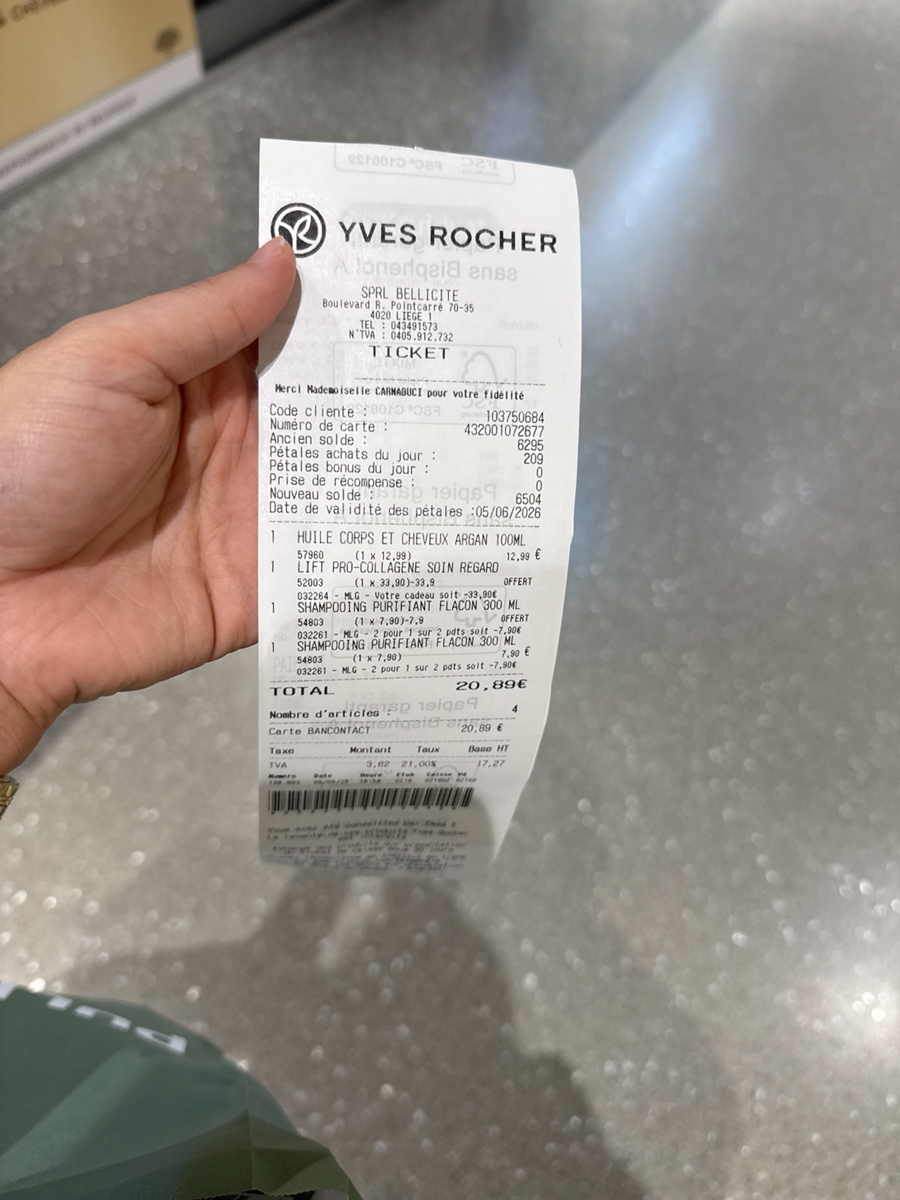 YVES ROCHER
SPRL BELLICITE
Boulevard R. Pointcarré 70-35
4020 LIEGE 1
TEL : 043491573
N°TVA : 0405.912.732
TICKET
Merci Mademoiselle CARNABUCI pour votre fidélité
Code cliente : 103750684
Numéro de carte : 432001072677
Ancien solde : 6295
Pétales achats du jour : 209
Pétales bonus du jour : 0
Prise de récompense : 0
Nouveau solde : 6504
Date de validité des pétales :05/06/2026
1 HUILE CORPS ET CHEVEUX ARGAN 100ML
57960 (1 x 12,99) 12,99 €
1 LIFT PRO-COLLAGENE SOIN REGARD
52003 (1 x 33,90)-33,9 OFFERT
032264 - MLG - Votre cadeau soit -33,90€
1 SHAMPOOING PURIFIANT FLACON 300 ML
54803 (1 x 7,90)-7,9 OFFERT
032261 - MLG - 2 pour 1 sur 2 pdts soit -7,90€
1 SHAMPOOING PURIFIANT FLACON 300 ML
54803 (1 x 7,90) 7,90 €
032261 - MLG - 2 pour 1 sur 2 pdts soit -7,90€
TOTAL 20,89€
Nombre d'articles : 4
Carte BANCONTACT 20,89 €
Taxe Montant Taux Base HT
TVA 3,62 21,00% 17,27
Numero Date Heure Etab Caisse Vd